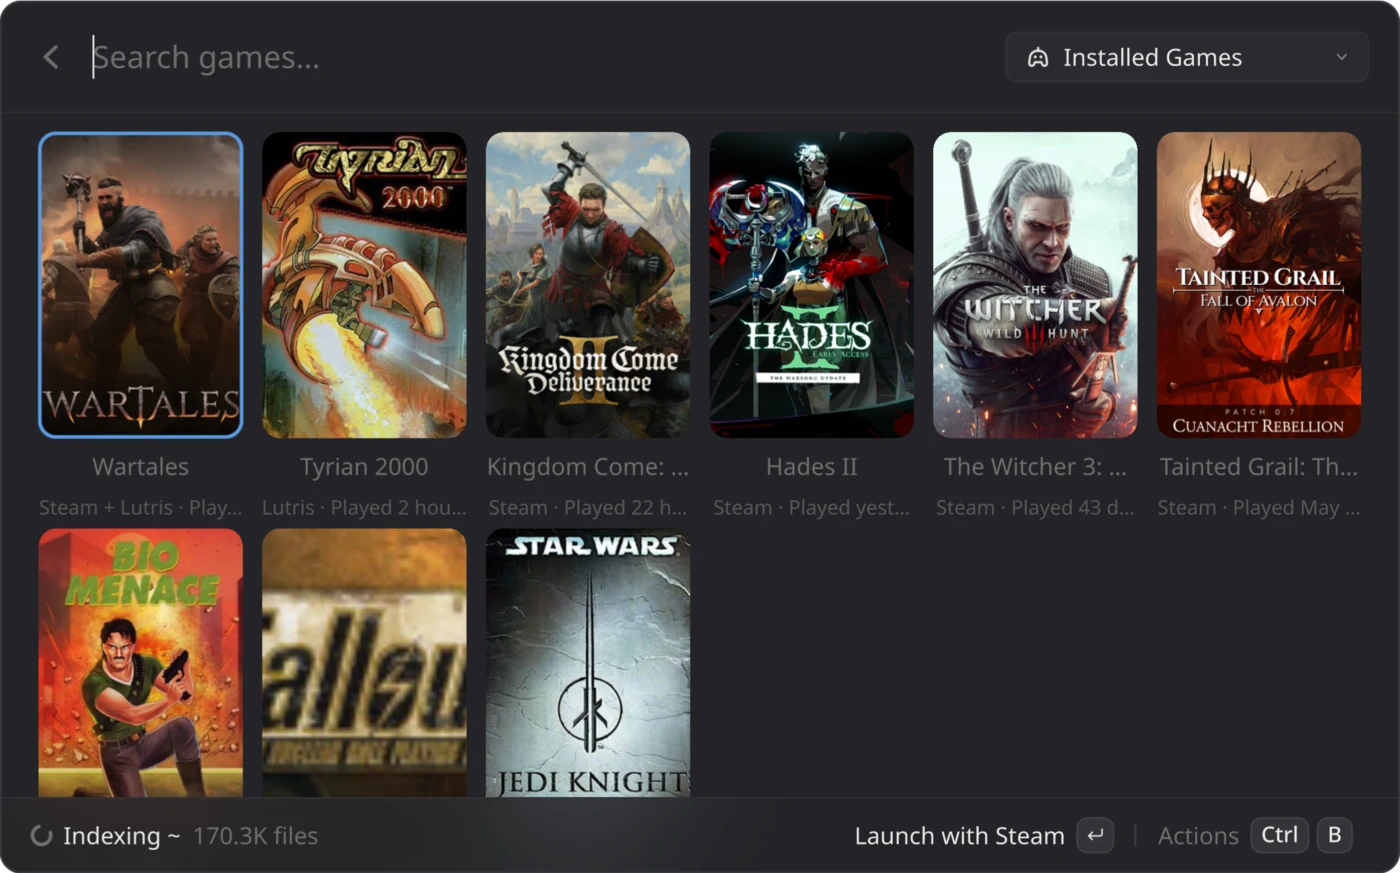 Search games...
Installed Games
WARTALES
TYRIAN
2000™
Kingdom Come
II
Deliverance
HADES
II
EARLY ACCESS
THE WARSONG UPDATE
THE
WITCHER
III
WILD HUNT
TAINTED GRAIL
THE
FALL OF AVALON
PATCH 0.7
CUANACHT REBELLION
Wartales
Tyrian 2000
Kingdom Come: ...
Hades II
The Witcher 3: ...
Tainted Grail: Th...
Steam + Lutris · Play...
Lutris · Played 2 hou...
Steam · Played 22 h...
Steam · Played yest...
Steam · Played 43 d...
Steam · Played May ...
BIO
MENACE
allou
STAR WARS
JEDI KNIGHT
Indexing ~ 170.3K files
Launch with Steam
Actions Ctrl B